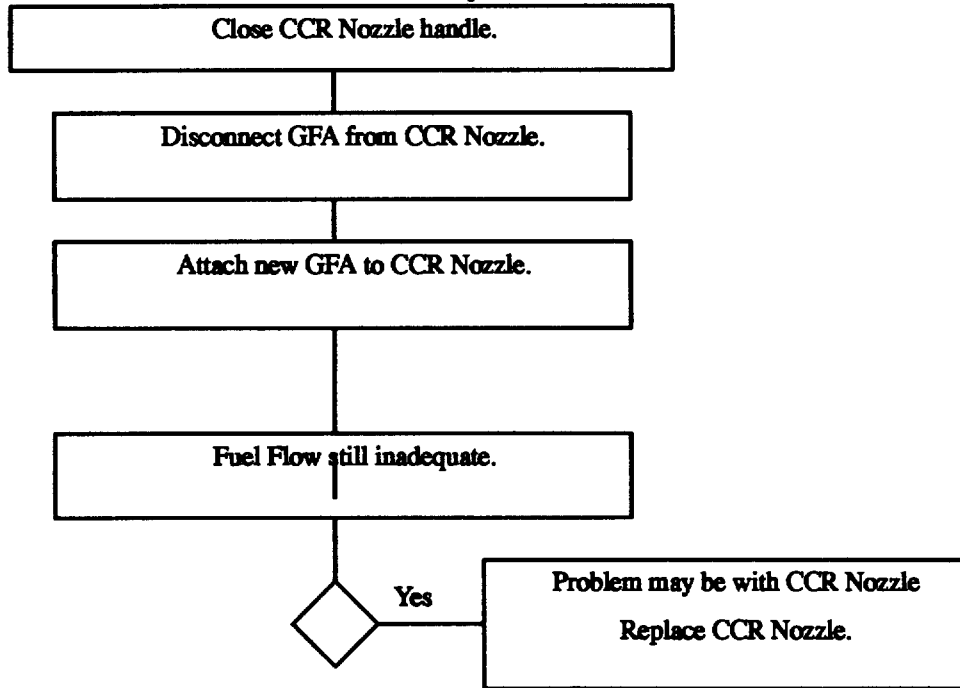 Close CCR Nozzle handle.
Disconnect GFA from CCR Nozzle.
Attach new GFA to CCR Nozzle.
Fuel Flow still inadequate.
Yes
Problem may be with CCR Nozzle
Replace CCR Nozzle.